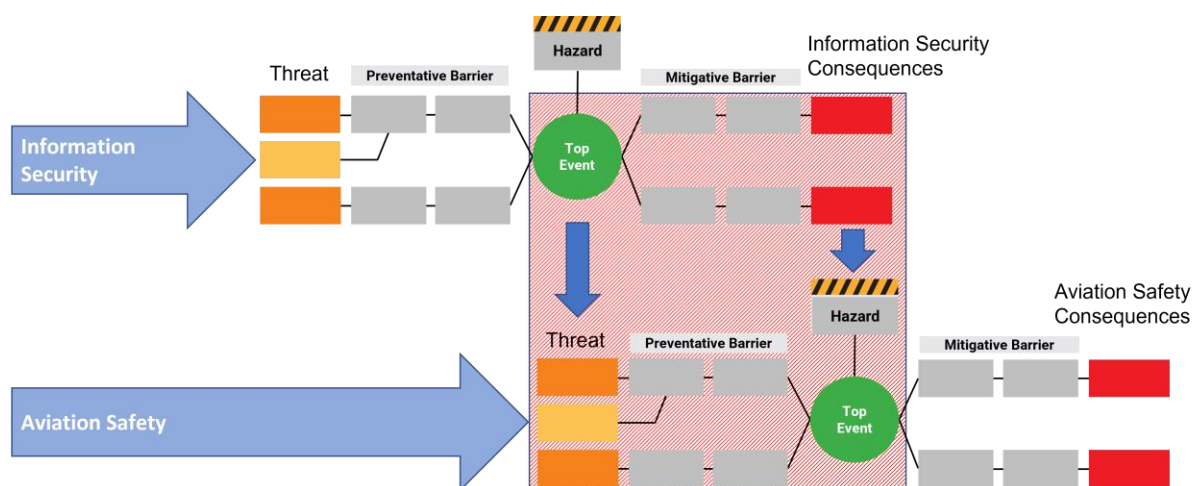 Hazard
Information Security
Consequences
Threat
Preventative Barrier
Mitigative Barrier
Information
Security
Top
Event
Hazard
Aviation Safety
Consequences
Threat
Preventative Barrier
Mitigative Barrier
Aviation Safety
Top
Event